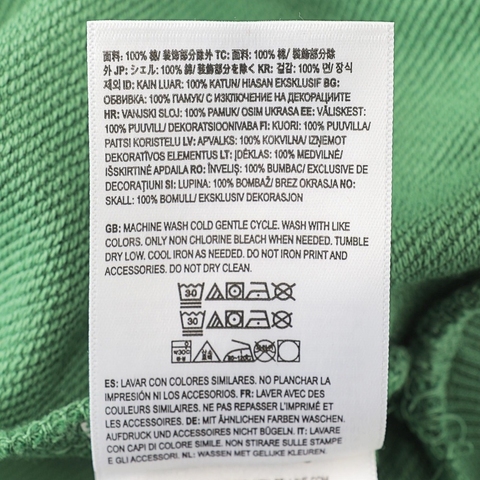 面料: 100% 綿/ 装飾部分除外 TC: 面料: 100% 綿/ 裝飾部分除
外 JP: シェル: 100% 綿/ 装飾部分を除く KR: 겉감: 100% 면/ 장식
제외 ID: KAIN LUAR: 100% KATUN/ HIASAN EKSKLUSIF BG:
ОБВИВКА: 100% ПАМУК/ С ИЗКЛЮЧЕНИЕ НА ДЕКОРАЦИИТЕ
HR: VANJSKI SLOJ: 100% PAMUK/ OSIM UKRASA EE: VÄLISKEST:
100% PUUVILL/ DEKORATSIOONIVABA FI: KUORI: 100% PUUVILLA/
PAITSI KORISTELU LV: APVALKS: 100% KOKVILNA/ IZŅEMOT
DEKORATĪVOS ELEMENTUS LT: ĮDĖKLAS: 100% MEDVILNĖ/
IŠSKIRTINĖ APDAILA RO: ÎNVELIŞ: 100% BUMBAC/ EXCLUSIVE DE
DECORAŢIUNI SI: LUPINA: 100% BOMBAŽ/ BREZ OKRASJA NO:
SKALL: 100% BOMULL/ EKSKLUSIV DEKORASJON
GB: MACHINE WASH COLD GENTLE CYCLE. WASH WITH LIKE
COLORS. ONLY NON CHLORINE BLEACH WHEN NEEDED. TUMBLE
DRY LOW. COOL IRON AS NEEDED. DO NOT IRON PRINT AND
ACCESSORIES. DO NOT DRY CLEAN.
30
30
ES: LAVAR CON COLORES SIMILARES. NO PLANCHAR LA
IMPRESIÓN NI LOS ACCESORIOS. FR: LAVER AVEC DES
COULEURS SIMILAIRES. NE PAS REPASSER L'IMPRIMÉ ET
LES ACCESSOIRES. DE: MIT ÄHNLICHEN FARBEN WASCHEN.
AUFDRUCK UND ACCESSOIRES NICHT BÜGELN. IT: LAVARE
CON CAPI DI COLORE SIMILE. NON STIRARE SULLE STAMPE
E GLI ACCESSORI. NL: WASSEN MET GELIJKE KLEUREN.